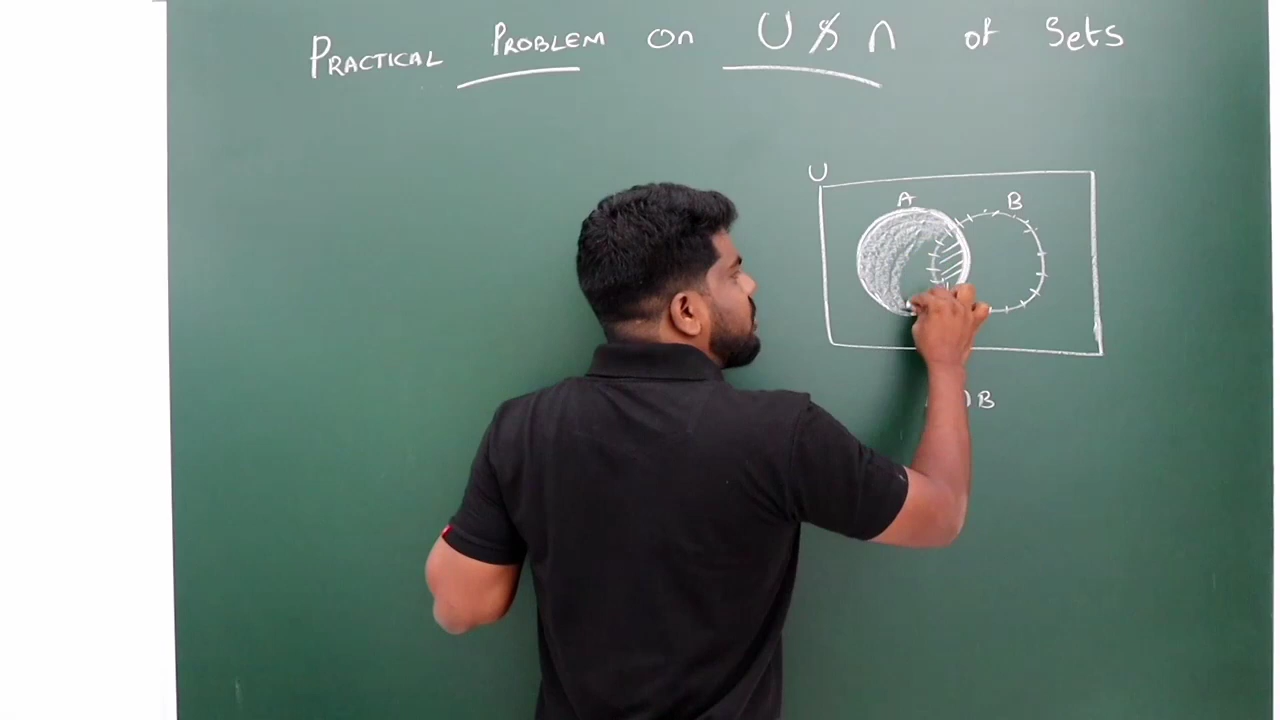 PRACTICAL PROBLEM On U & ∩ of Sets
U
A B
B